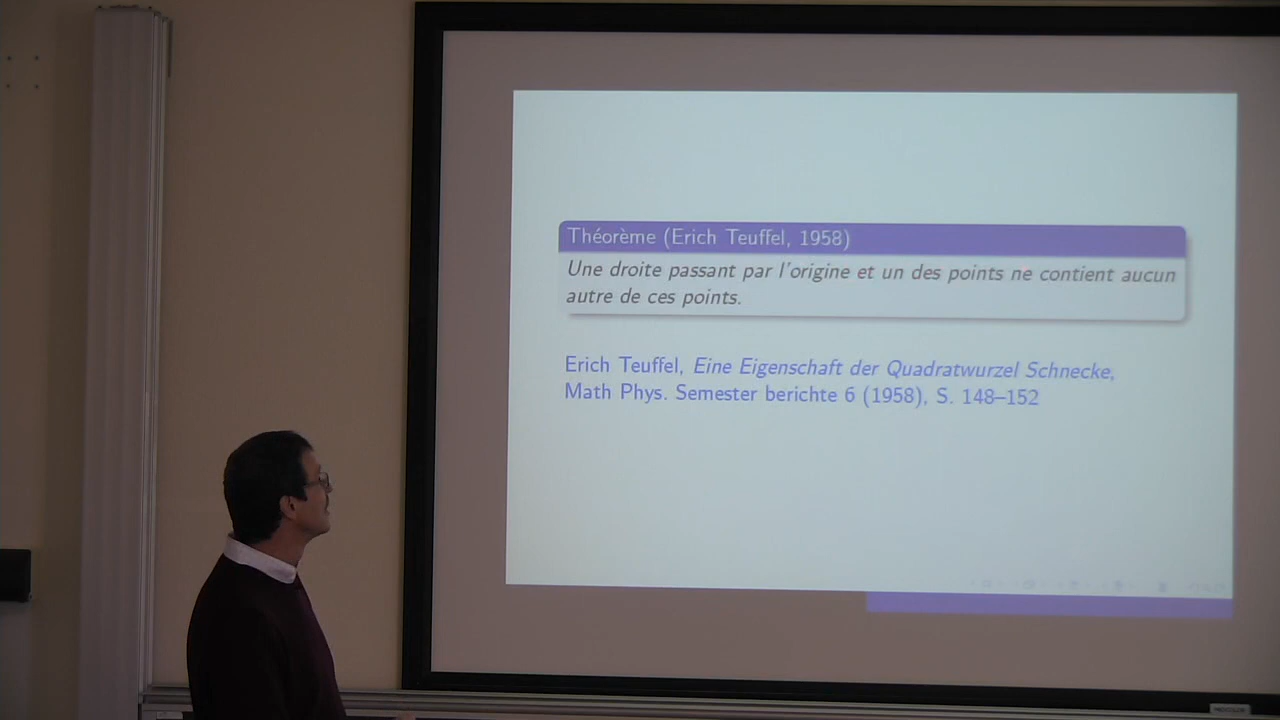 Théorème (Erich Teuffel, 1958)
Une droite passant par l'origine et un des points ne contient aucun
autre de ces points.
Erich Teuffel, Eine Eigenschaft der Quadratwurzel Schnecke,
Math Phys. Semester berichte 6 (1958), S. 148–152